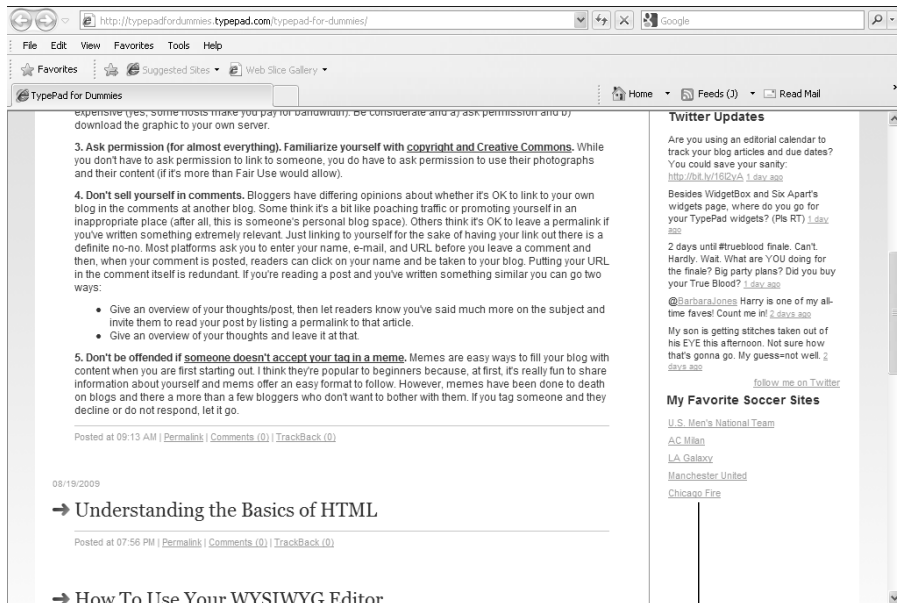 http://typepadfordummies.typepad.com/typepad-for-dummies/
Google
File Edit View Favorites Tools Help
Favorites Suggested Sites Web Slice Gallery
TypePad for Dummies
Home Feeds (J) Read Mail
expensive (yes, some hosts make you pay for bandwidth). Be considerate and a) ask permission and b)
download the graphic to your own server.
3. Ask permission (for almost everything). Familiarize yourself with copyright and Creative Commons. While
you don't have to ask permission to link to someone, you do have to ask permission to use their photographs
and their content (if it's more than Fair Use would allow).
4. Don't sell yourself in comments. Bloggers have differing opinions about whether it's OK to link to your own
blog in the comments at another blog. Some think it's a bit like poaching traffic or promoting yourself in an
inappropriate place (after all, this is someone's personal blog space). Others think it's OK to leave a permalink if
you've written something extremely relevant. Just linking to yourself for the sake of having your link out there is a
definite no-no. Most platforms ask you to enter your name, e-mail, and URL before you leave a comment and
then, when your comment is posted, readers can click on your name and be taken to your blog. Putting your URL
in the comment itself is redundant. If you're reading a post and you've written something similar you can go two
ways:
Give an overview of your thoughts/post, then let readers know you've said much more on the subject and
invite them to read your post by listing a permalink to that article.
Give an overview of your thoughts and leave it at that.
5. Don't be offended if someone doesn't accept your tag in a meme. Memes are easy ways to fill your blog with
content when you are first starting out. I think they're popular to beginners because, at first, it's really fun to share
information about yourself and mems offer an easy format to follow. However, memes have been done to death
on blogs and there a more than a few bloggers who don't want to bother with them. If you tag someone and they
decline or do not respond, let it go.
Posted at 09:13 AM | Permalink | Comments (0) | TrackBack (0)
08/19/2009
Understanding the Basics of HTML
Posted at 07:56 PM | Permalink | Comments (0) | TrackBack (0)
How To Use Your WYSIWYG Editor
Twitter Updates
Are you using an editorial calendar to
track your blog articles and due dates?
You could save your sanity:
http://bit.ly/16I2vA 1 day ago
Besides WidgetBox and Six Apart's
widgets page, where do you go for
your TypePad widgets? (Pls RT) 1 day
ago
2 days until #trueblood finale. Can't.
Hardly. Wait. What are YOU doing for
the finale? Big party plans? Did you buy
your True Blood? 1 day ago
@BarbaraJones Harry is one of my all-
time faves! Count me in! 2 days ago
My son is getting stitches taken out of
his EYE this afternoon. Not sure how
that's gonna go. My guess=not well. 2
days ago
follow me on Twitter
My Favorite Soccer Sites
U.S. Men's National Team
AC Milan
LA Galaxy
Manchester United
Chicago Fire